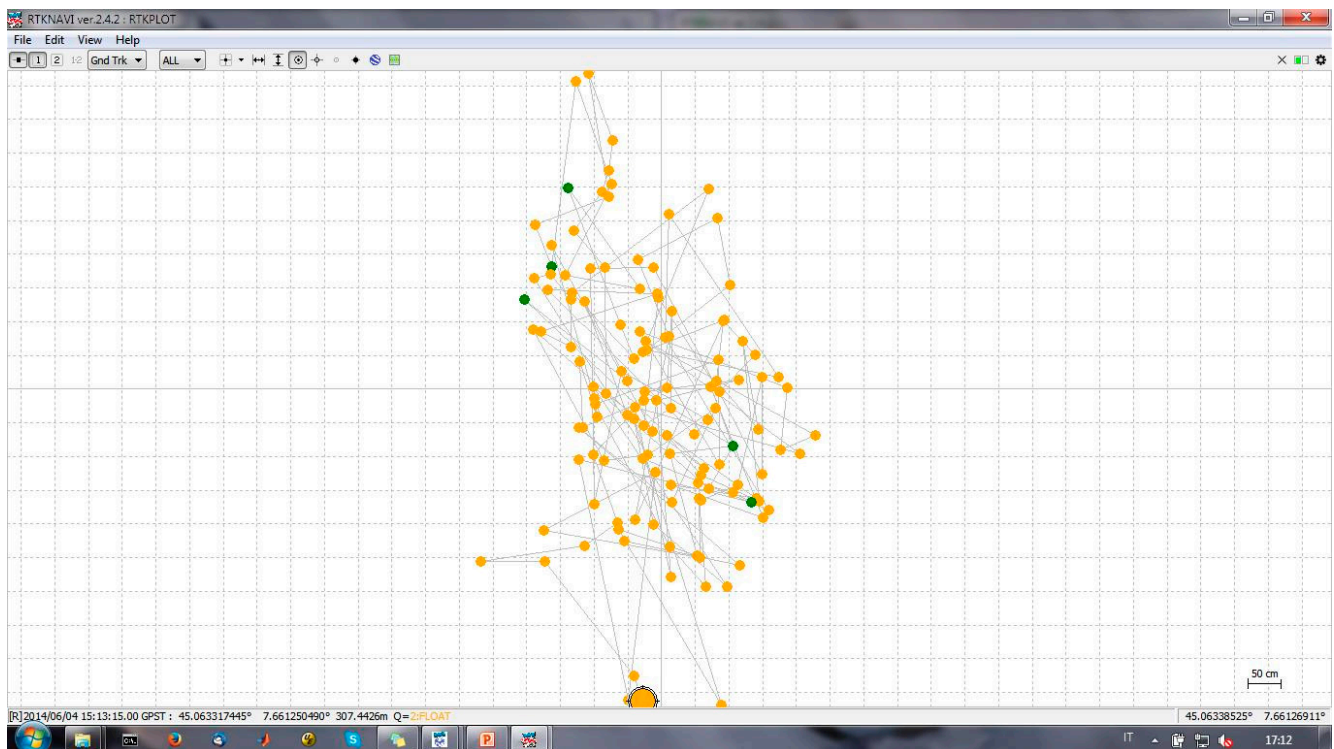 RTKNAVI ver.2.4.2 : RTKPLOT
File Edit View Help
1 2 1-2 Gnd Trk ALL
50 cm
[R]2014/06/04 15:13:15.00 GPST : 45.063317445° 7.661250490° 307.4426m Q=2:FLOAT
45.06338525° 7.66126911°
IT 17:12